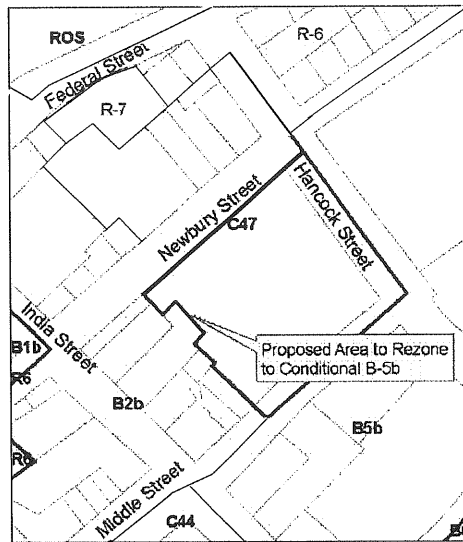 ROS
Federal Street
R-6
R-7
Newbury Street
C47
Hancock Street
India Street
B1b
R6
Proposed Area to Rezone
to Conditional B-5b
B2b
B5b
R6
Middle Street
C44